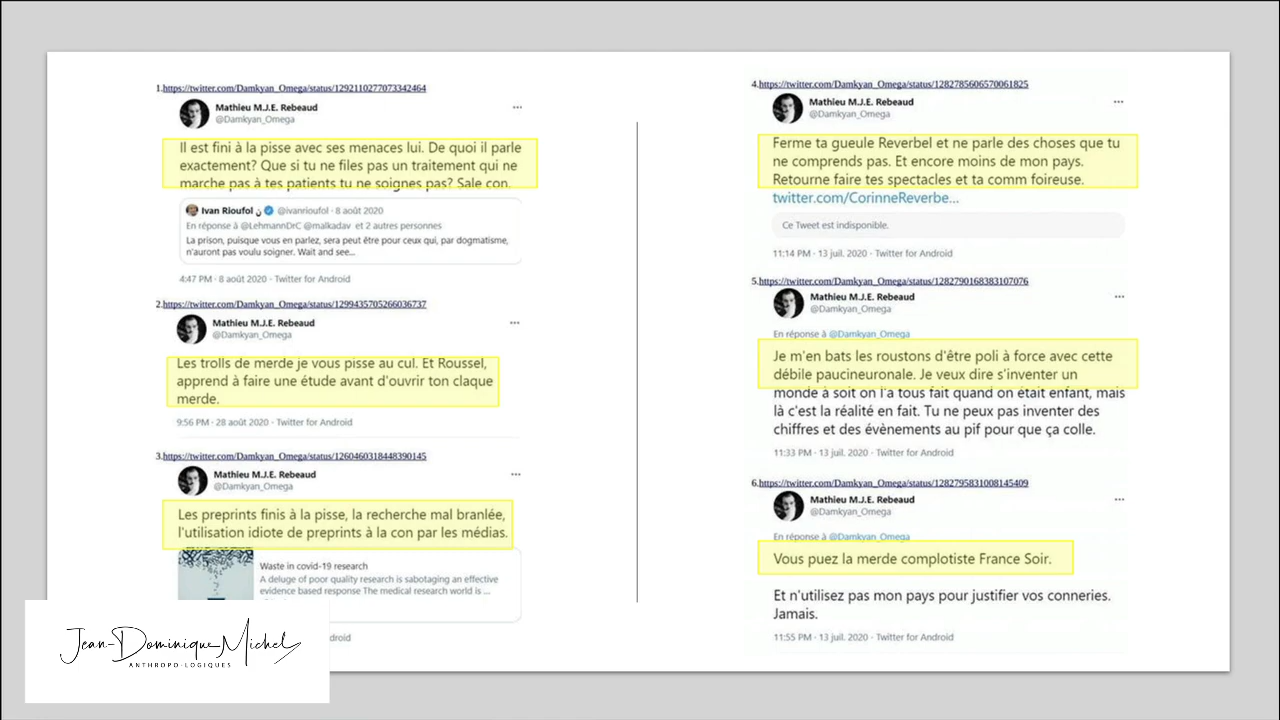 1.https://twitter.com/Damkyan_Omega/status/1292110277073342464
Mathieu M.J.E. Rebeaud
@Damkyan_Omega
Il est fini à la pisse avec ses menaces lui. De quoi il parle
exactement? Que si tu ne files pas un traitement qui ne
marche pas à tes patients tu ne soignes pas? Sale con.
Ivan Rioufol ن @ivanrioufol · 8 août 2020
En réponse à @LehmannDrC @malkadav et 2 autres personnes
La prison, puisque vous en parlez, sera peut être pour ceux qui, par dogmatisme,
n'auront pas voulu soigner. Wait and see...
4:47 PM · 8 août 2020 · Twitter for Android
2.https://twitter.com/Damkyan_Omega/status/1299435705266036737
Mathieu M.J.E. Rebeaud
@Damkyan_Omega
Les trolls de merde je vous pisse au cul. Et Roussel,
apprend à faire une étude avant d'ouvrir ton claque
merde.
9:56 PM · 28 août 2020 · Twitter for Android
3.https://twitter.com/Damkyan_Omega/status/1260460318448390145
Mathieu M.J.E. Rebeaud
@Damkyan_Omega
Les preprints finis à la pisse, la recherche mal branlée,
l'utilisation idiote de preprints à la con par les médias.
Waste in covid-19 research
A deluge of poor quality research is sabotaging an effective
evidence based response The medical research world is ...
droid
Jean-Dominique Michel
ANTHROPO-LOGIQUES
4.https://twitter.com/Damkyan_Omega/status/1282785606570061825
Mathieu M.J.E. Rebeaud
@Damkyan_Omega
Ferme ta gueule Reverbel et ne parle des choses que tu
ne comprends pas. Et encore moins de mon pays.
Retourne faire tes spectacles et ta comm foireuse.
twitter.com/CorinneReverbe...
Ce Tweet est indisponible.
11:14 PM · 13 juil. 2020 · Twitter for Android
5.https://twitter.com/Damkyan_Omega/status/1282790168383107076
Mathieu M.J.E. Rebeaud
@Damkyan_Omega
En réponse à @Damkyan_Omega
Je m'en bats les roustons d'être poli à force avec cette
débile paucineuronale. Je veux dire s'inventer un
monde à soit on l'a tous fait quand on était enfant, mais
là c'est la réalité en fait. Tu ne peux pas inventer des
chiffres et des évènements au pif pour que ça colle.
11:33 PM · 13 juil. 2020 · Twitter for Android
6.https://twitter.com/Damkyan_Omega/status/1282795831008145409
Mathieu M.J.E. Rebeaud
@Damkyan_Omega
En réponse à @Damkyan_Omega
Vous puez la merde complotiste France Soir.
Et n'utilisez pas mon pays pour justifier vos conneries.
Jamais.
11:55 PM · 13 juil. 2020 · Twitter for Android